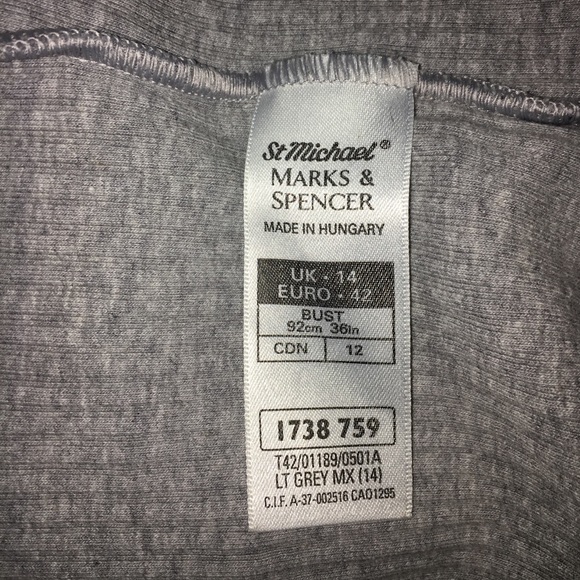 St Michael®
MARKS &
SPENCER
MADE IN HUNGARY
UK · 14
EURO · 42
BUST
92cm 36In
CDN 12
1738 759
T42/01189/0501A
LT GREY MX (14)
C.I.F. A-37-002516 CA01295